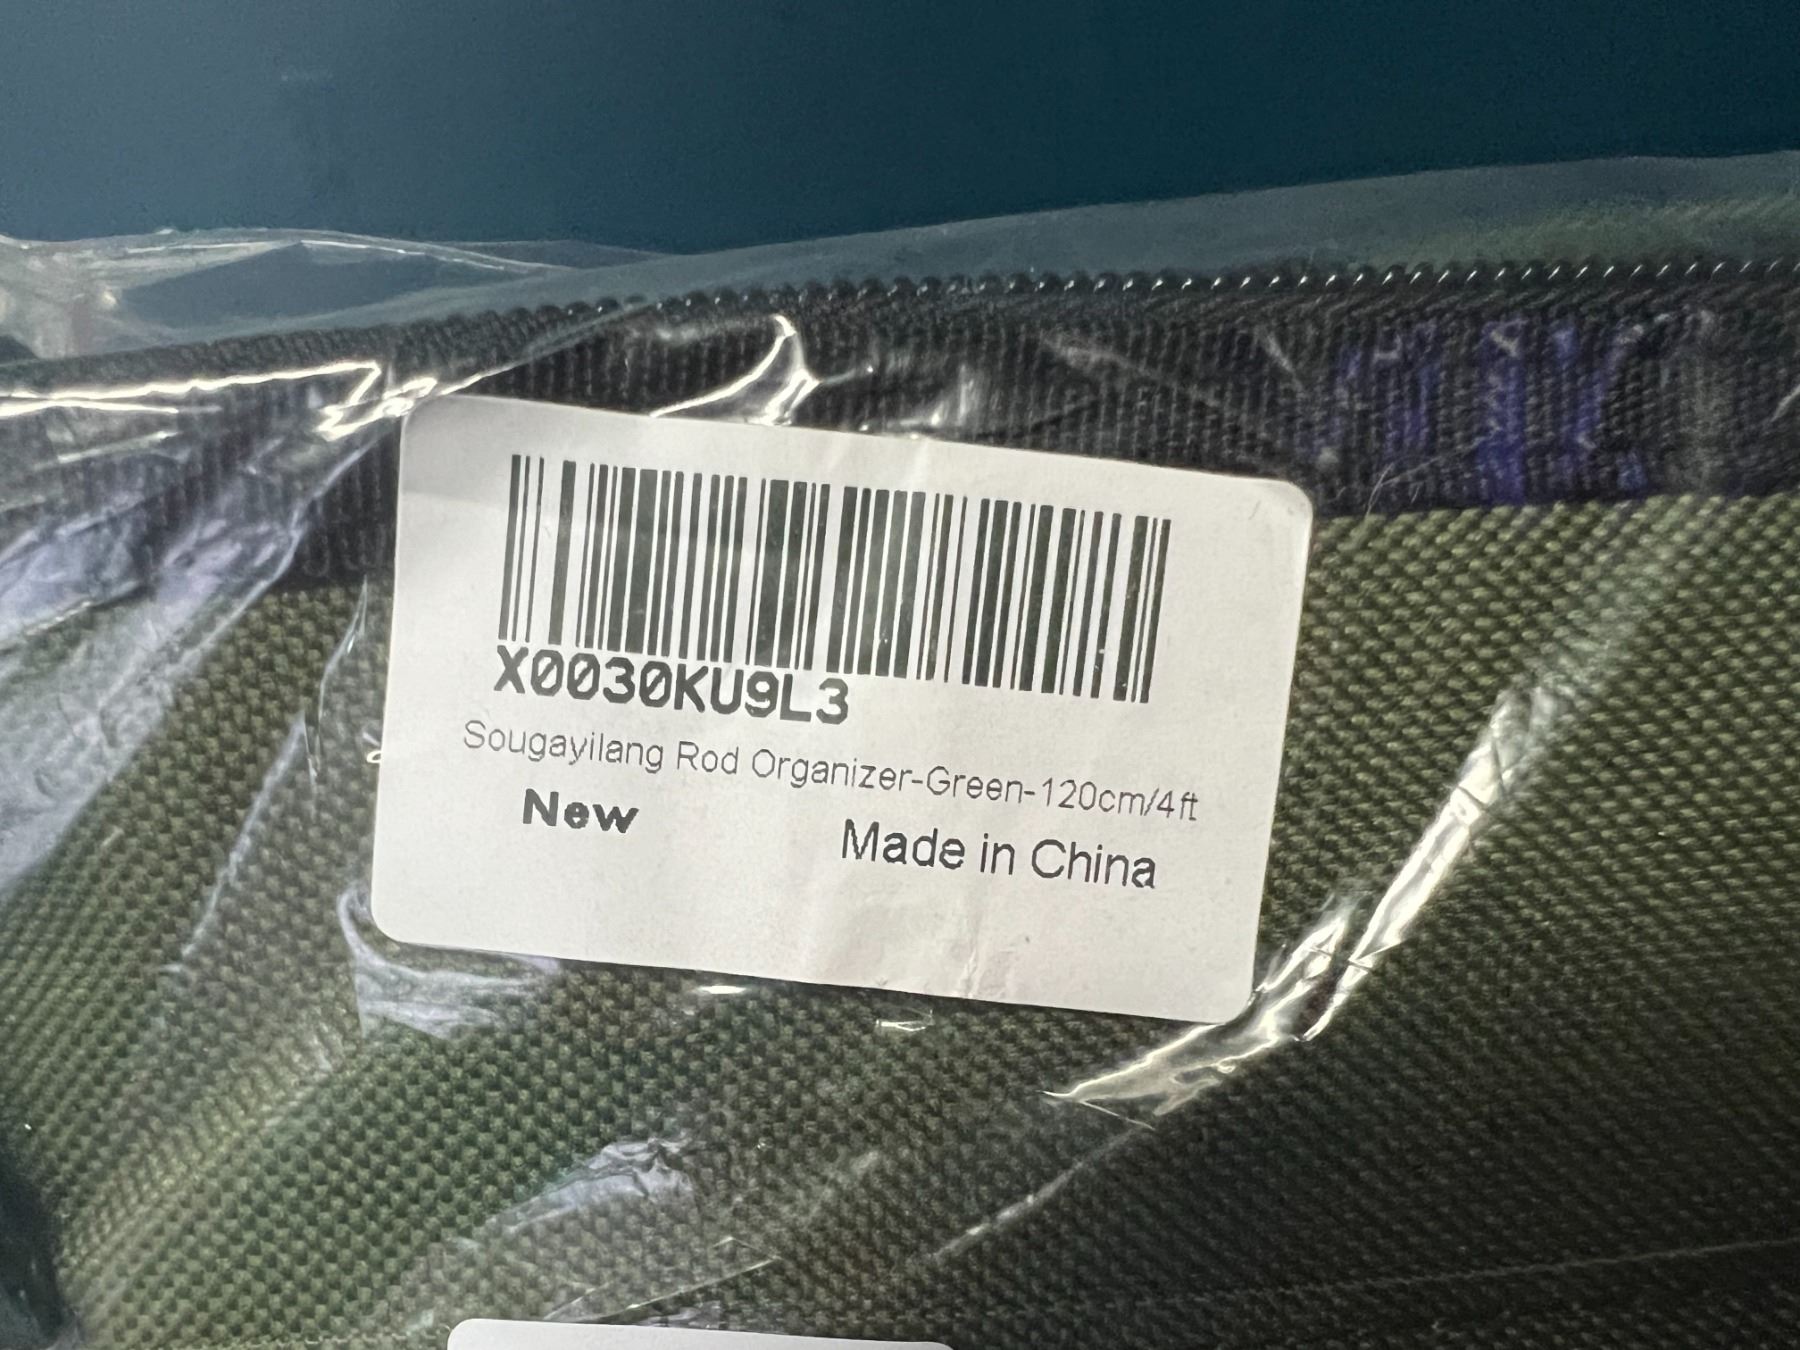 X0030KU9L3
Sougayilang Rod Organizer-Green-120cm/4ft
New
Made in China